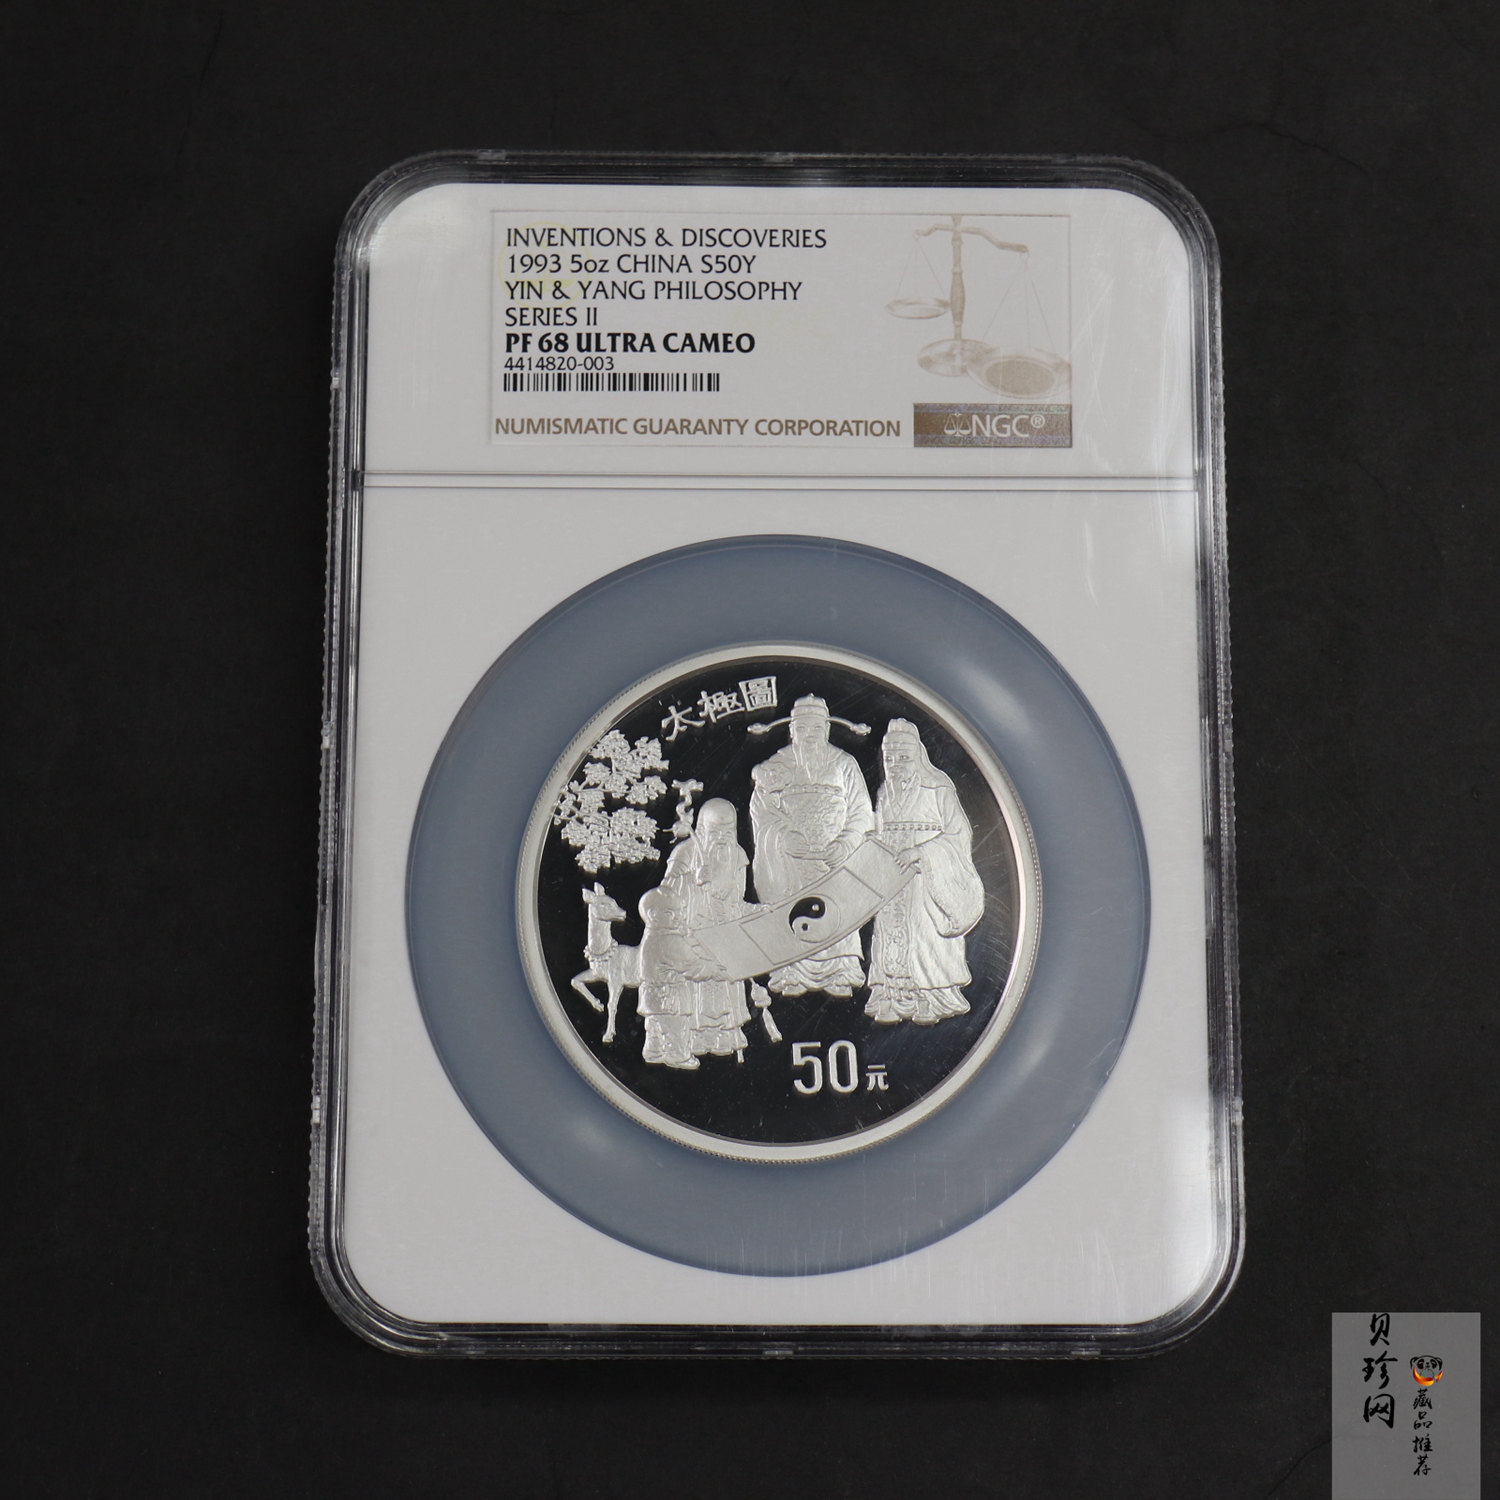 INVENTIONS & DISCOVERIES
1993 5oz CHINA S50Y
YIN & YANG PHILOSOPHY
SERIES II
PF 68 ULTRA CAMEO
4414820-003
NUMISMATIC GUARANTY CORPORATION
NGC®
太極圖
50元
贝珍网
藏品推荐